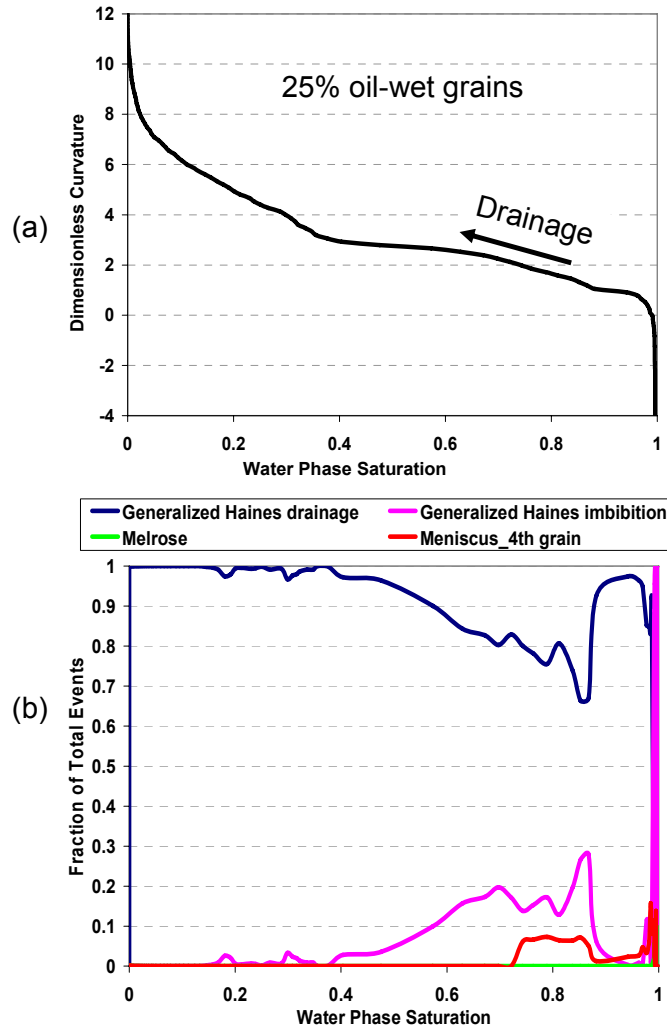 12
10
8
6
4
2
0
-2
-4
Dimensionless Curvature
25% oil-wet grains
Drainage
(a)
0 0.2 0.4 0.6 0.8 1
Water Phase Saturation
Generalized Haines drainage Generalized Haines imbibition
Melrose Meniscus_4th grain
1
0.9
0.8
0.7
0.6
0.5
0.4
0.3
0.2
0.1
0
Fraction of Total Events
(b)
0 0.2 0.4 0.6 0.8 1
Water Phase Saturation